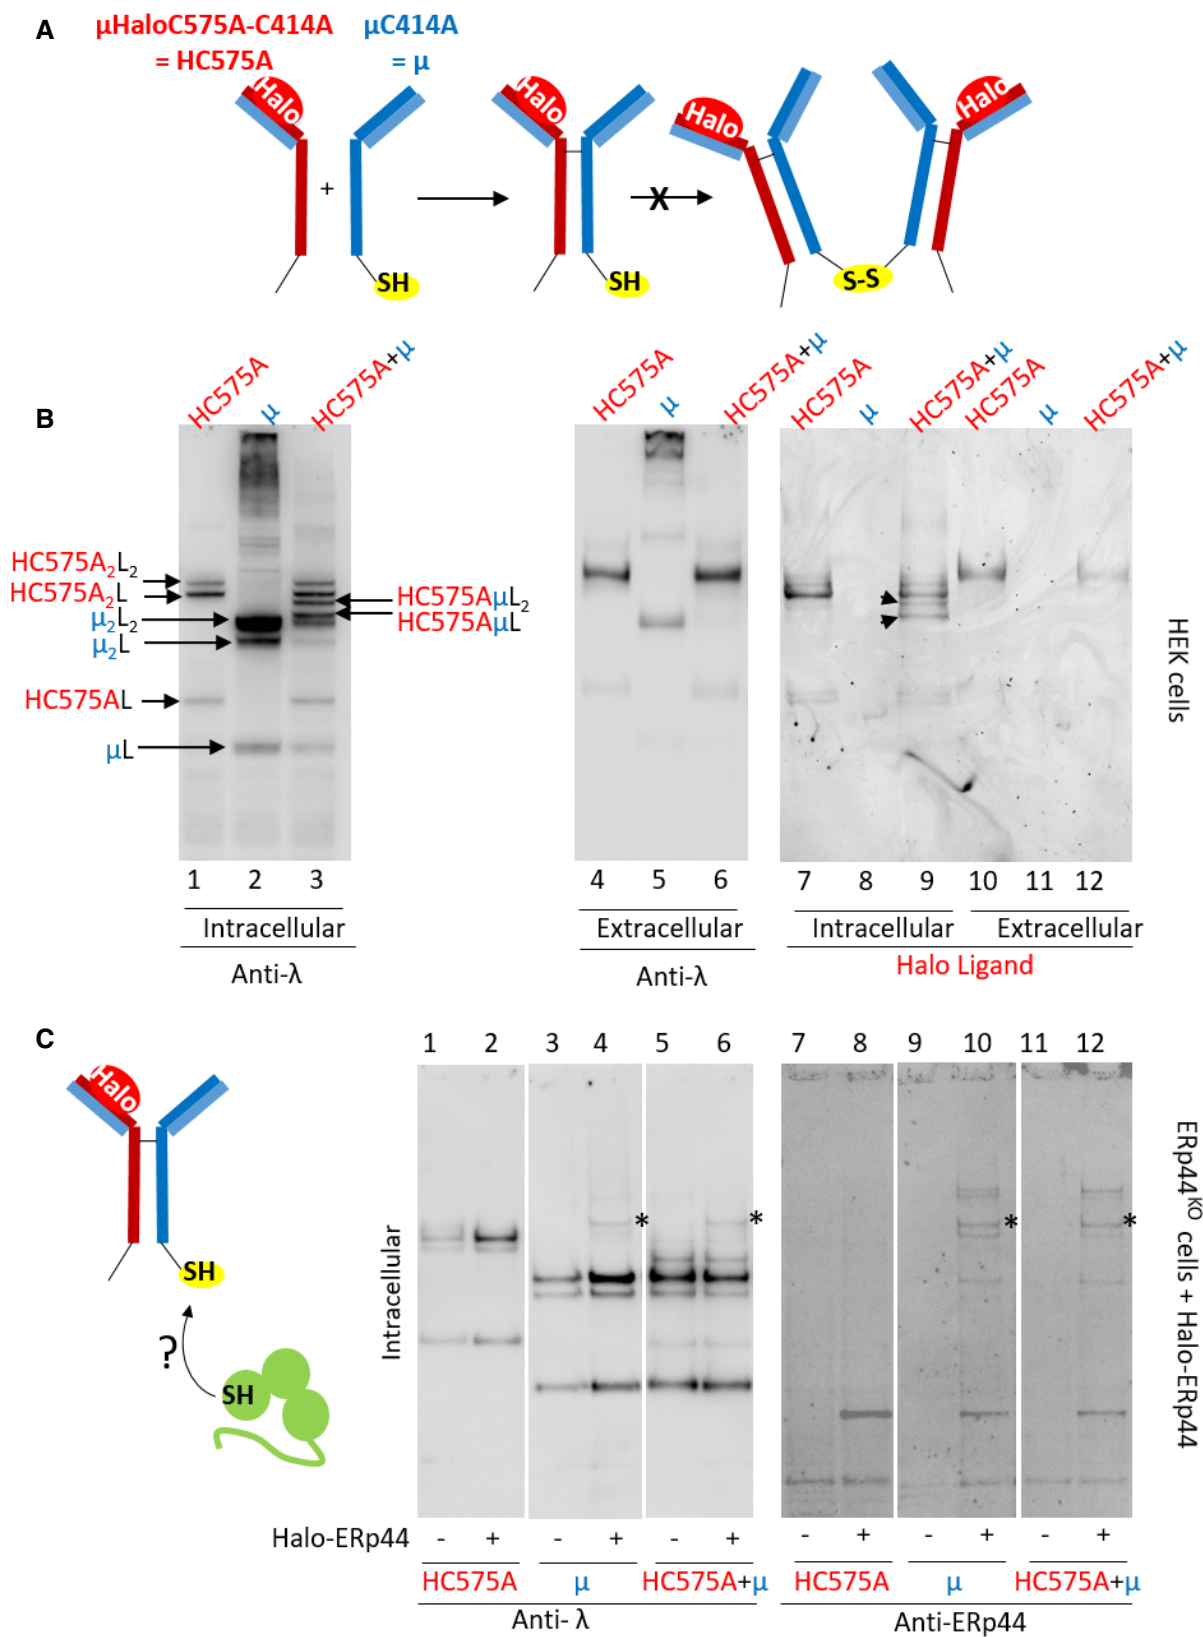 A
μHaloC575A-C414A
= HC575A
μC414A
= μ
Halo
+
SH
Halo
SH
X
Halo
Halo
S-S
B
HC575A
μ
HC575A+μ
HC575A
μ
HC575A+μ
HC575A
μ
HC575A+μ
HC575A
μ
HC575A+μ
HC575A₂L₂
HC575A₂L
μ₂L₂
μ₂L
HC575AL
μL
HC575AμL₂
HC575AμL
HEK cells
1 2 3
4 5 6
7 8 9 10 11 12
Intracellular
Extracellular
Intracellular
Extracellular
Anti-λ
Anti-λ
Halo Ligand
C
1 2 3 4 5 6 7 8 9 10 11 12
Halo
SH
?
SH
Intracellular
*
*
*
*
ERp44KO cells + Halo-ERp44
Halo-ERp44 - + - + - + - + - + - +
HC575A μ HC575A+μ HC575A μ HC575A+μ
Anti- λ
Anti-ERp44